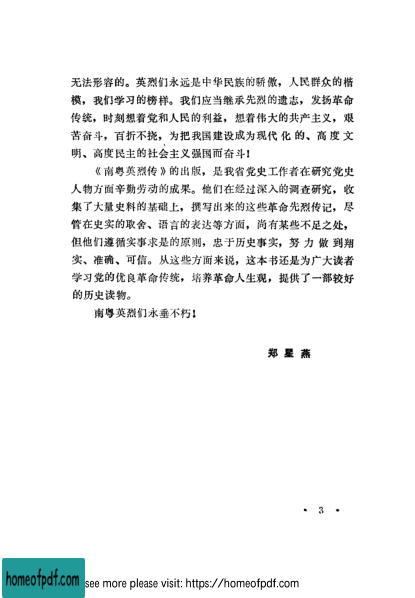 无法形容的。英烈们永远是中华民族的骄傲，人民群众的楷
模，我们学习的榜样。我们应当继承先烈的遗志，发扬革命
传统，时刻想着党和人民的利益，想着伟大的共产主义，艰
苦奋斗，百折不挠，为把我国建设成为现代化的、高度文
明、高度民主的社会主义强国而奋斗！
《南粤英烈传》的出版，是我省党史工作者在研究党史
人物方面辛勤劳动的成果。他们在经过深入的调查研究，收
集了大量史料的基础上，撰写出来的这些革命先烈传记，尽
管在史实的取舍、语言的表达等方面，尚有某些不足之处，
但他们遵循实事求是的原则，忠于历史事实，努力做到翔
实、准确、可信。从这些方面来说，这本书还是为广大读者
学习党的优良革命传统，培养革命人生观，提供了一部较好
的历史读物。
南粤英烈们永垂不朽！
郑星燕
· 3 ·
homeofpdf.com
see more please visit: https://homeofpdf.com